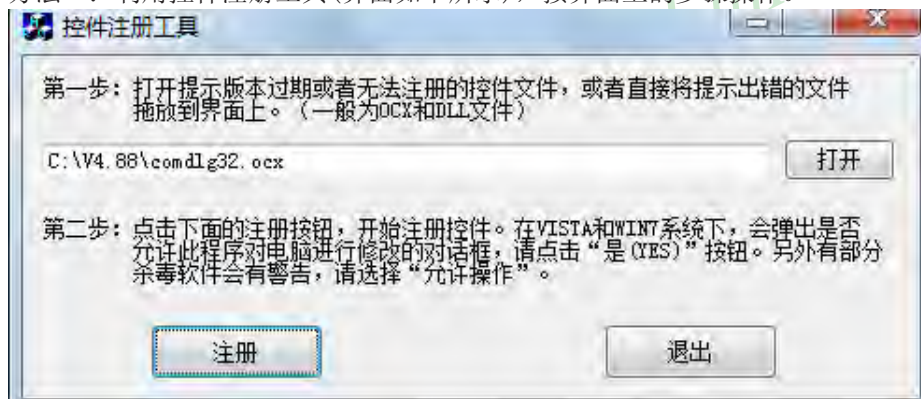 控件注册工具
第一步：打开提示版本过期或者无法注册的控件文件，或者直接将提示出错的文件
拖放到界面上。（一般为OCX和DLL文件）
C:\V4.88\comdlg32.ocx
打开
第二步：点击下面的注册按钮，开始注册控件。在VISTA和WIN7系统下，会弹出是否
允许此程序对电脑进行修改的对话框，请点击“是(YES)”按钮。另外有部分
杀毒软件会有警告，请选择“允许操作”。
注册
退出